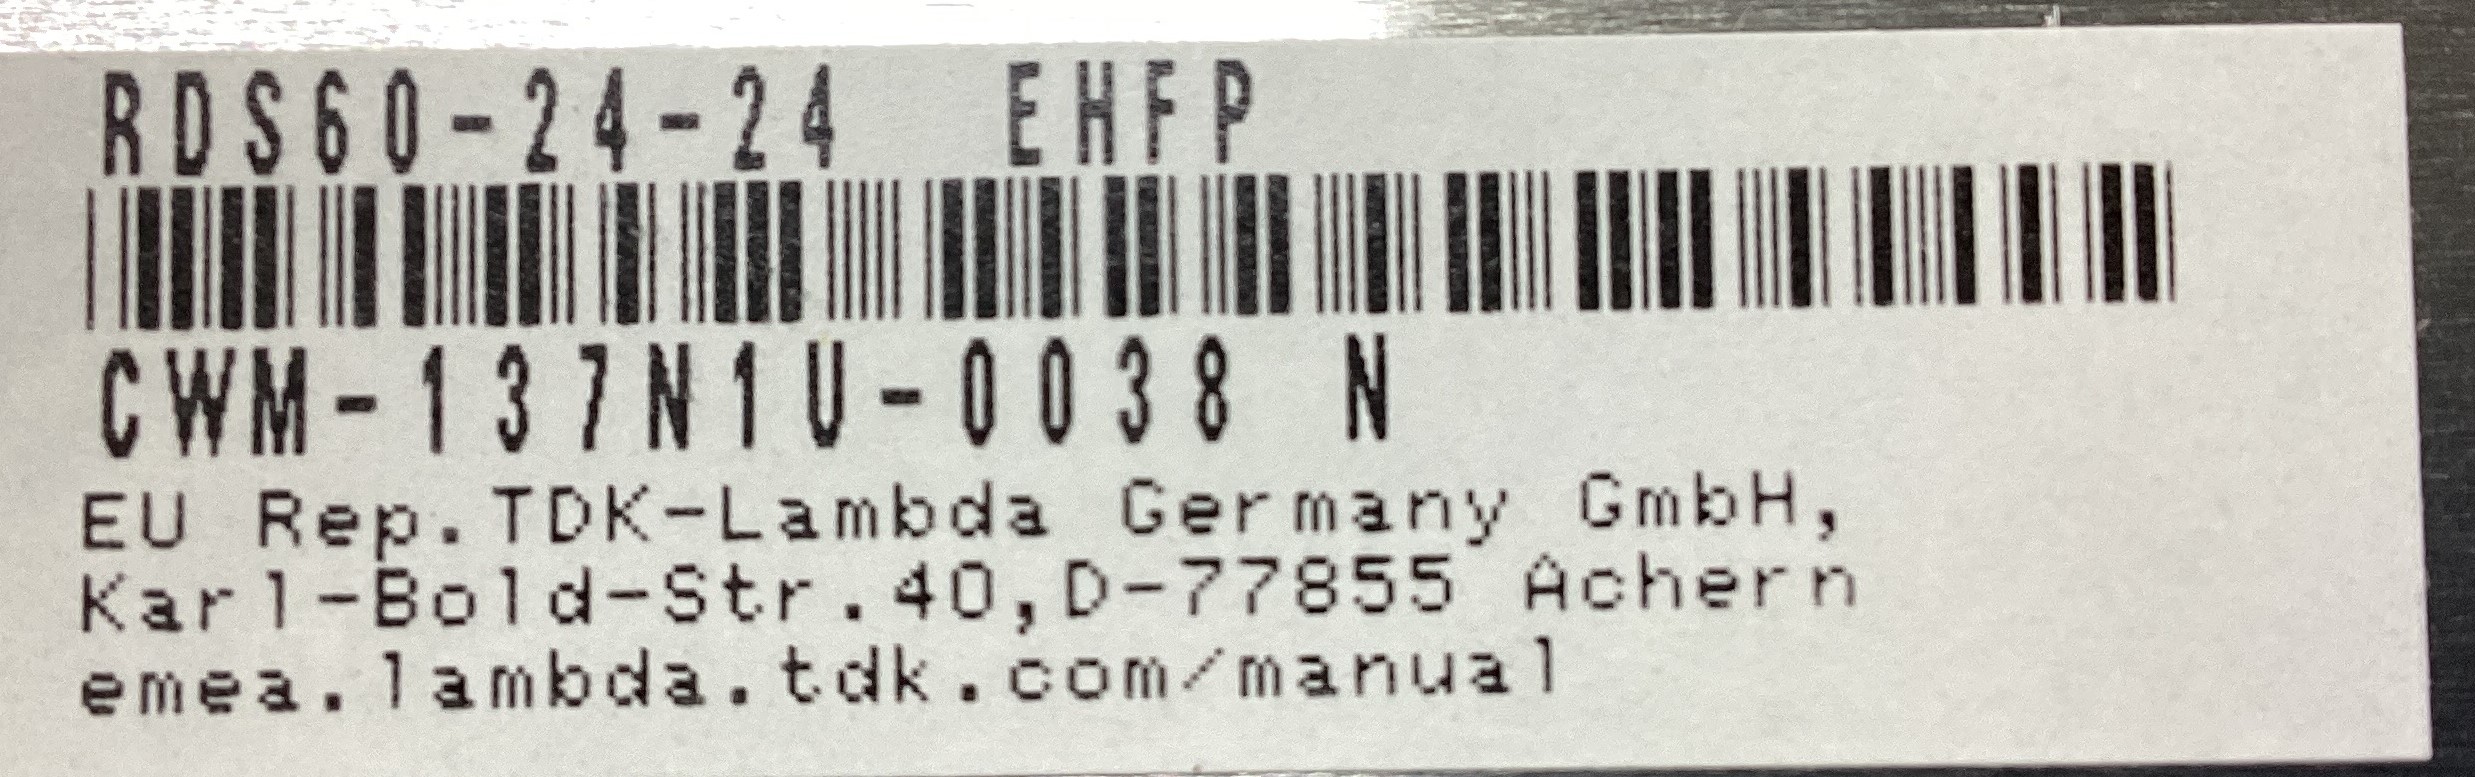 RDS60-24-24 EHFP
CWM-137N1U-0038 N
EU Rep.TDK-Lambda Germany GmbH,
Karl-Bold-Str.40,D-77855 Achern
emea.lambda.tdk.com/manual